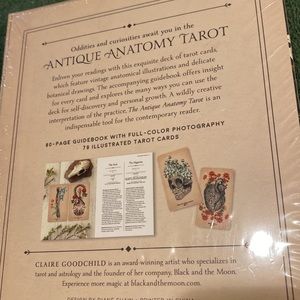 Oddities and curiosities await you in the
ANTIQUE ANATOMY TAROT
Enliven your readings with this exquisite deck of tarot cards,
which feature vintage anatomical illustrations and delicate
botanical drawings. The accompanying guidebook offers insight
for every card and explores the many ways you can use the
deck for self-discovery and personal growth. A wildly creative
interpretation of the practice, The Antique Anatomy Tarot is an
indispensable tool for the contemporary reader.
80-PAGE GUIDEBOOK WITH FULL-COLOR PHOTOGRAPHY
78 ILLUSTRATED TAROT CARDS
CLAIRE GOODCHILD is an award-winning artist who specializes in
tarot and astrology and the founder of her company, Black and the Moon.
Experience more magic at blackandthemoon.com.